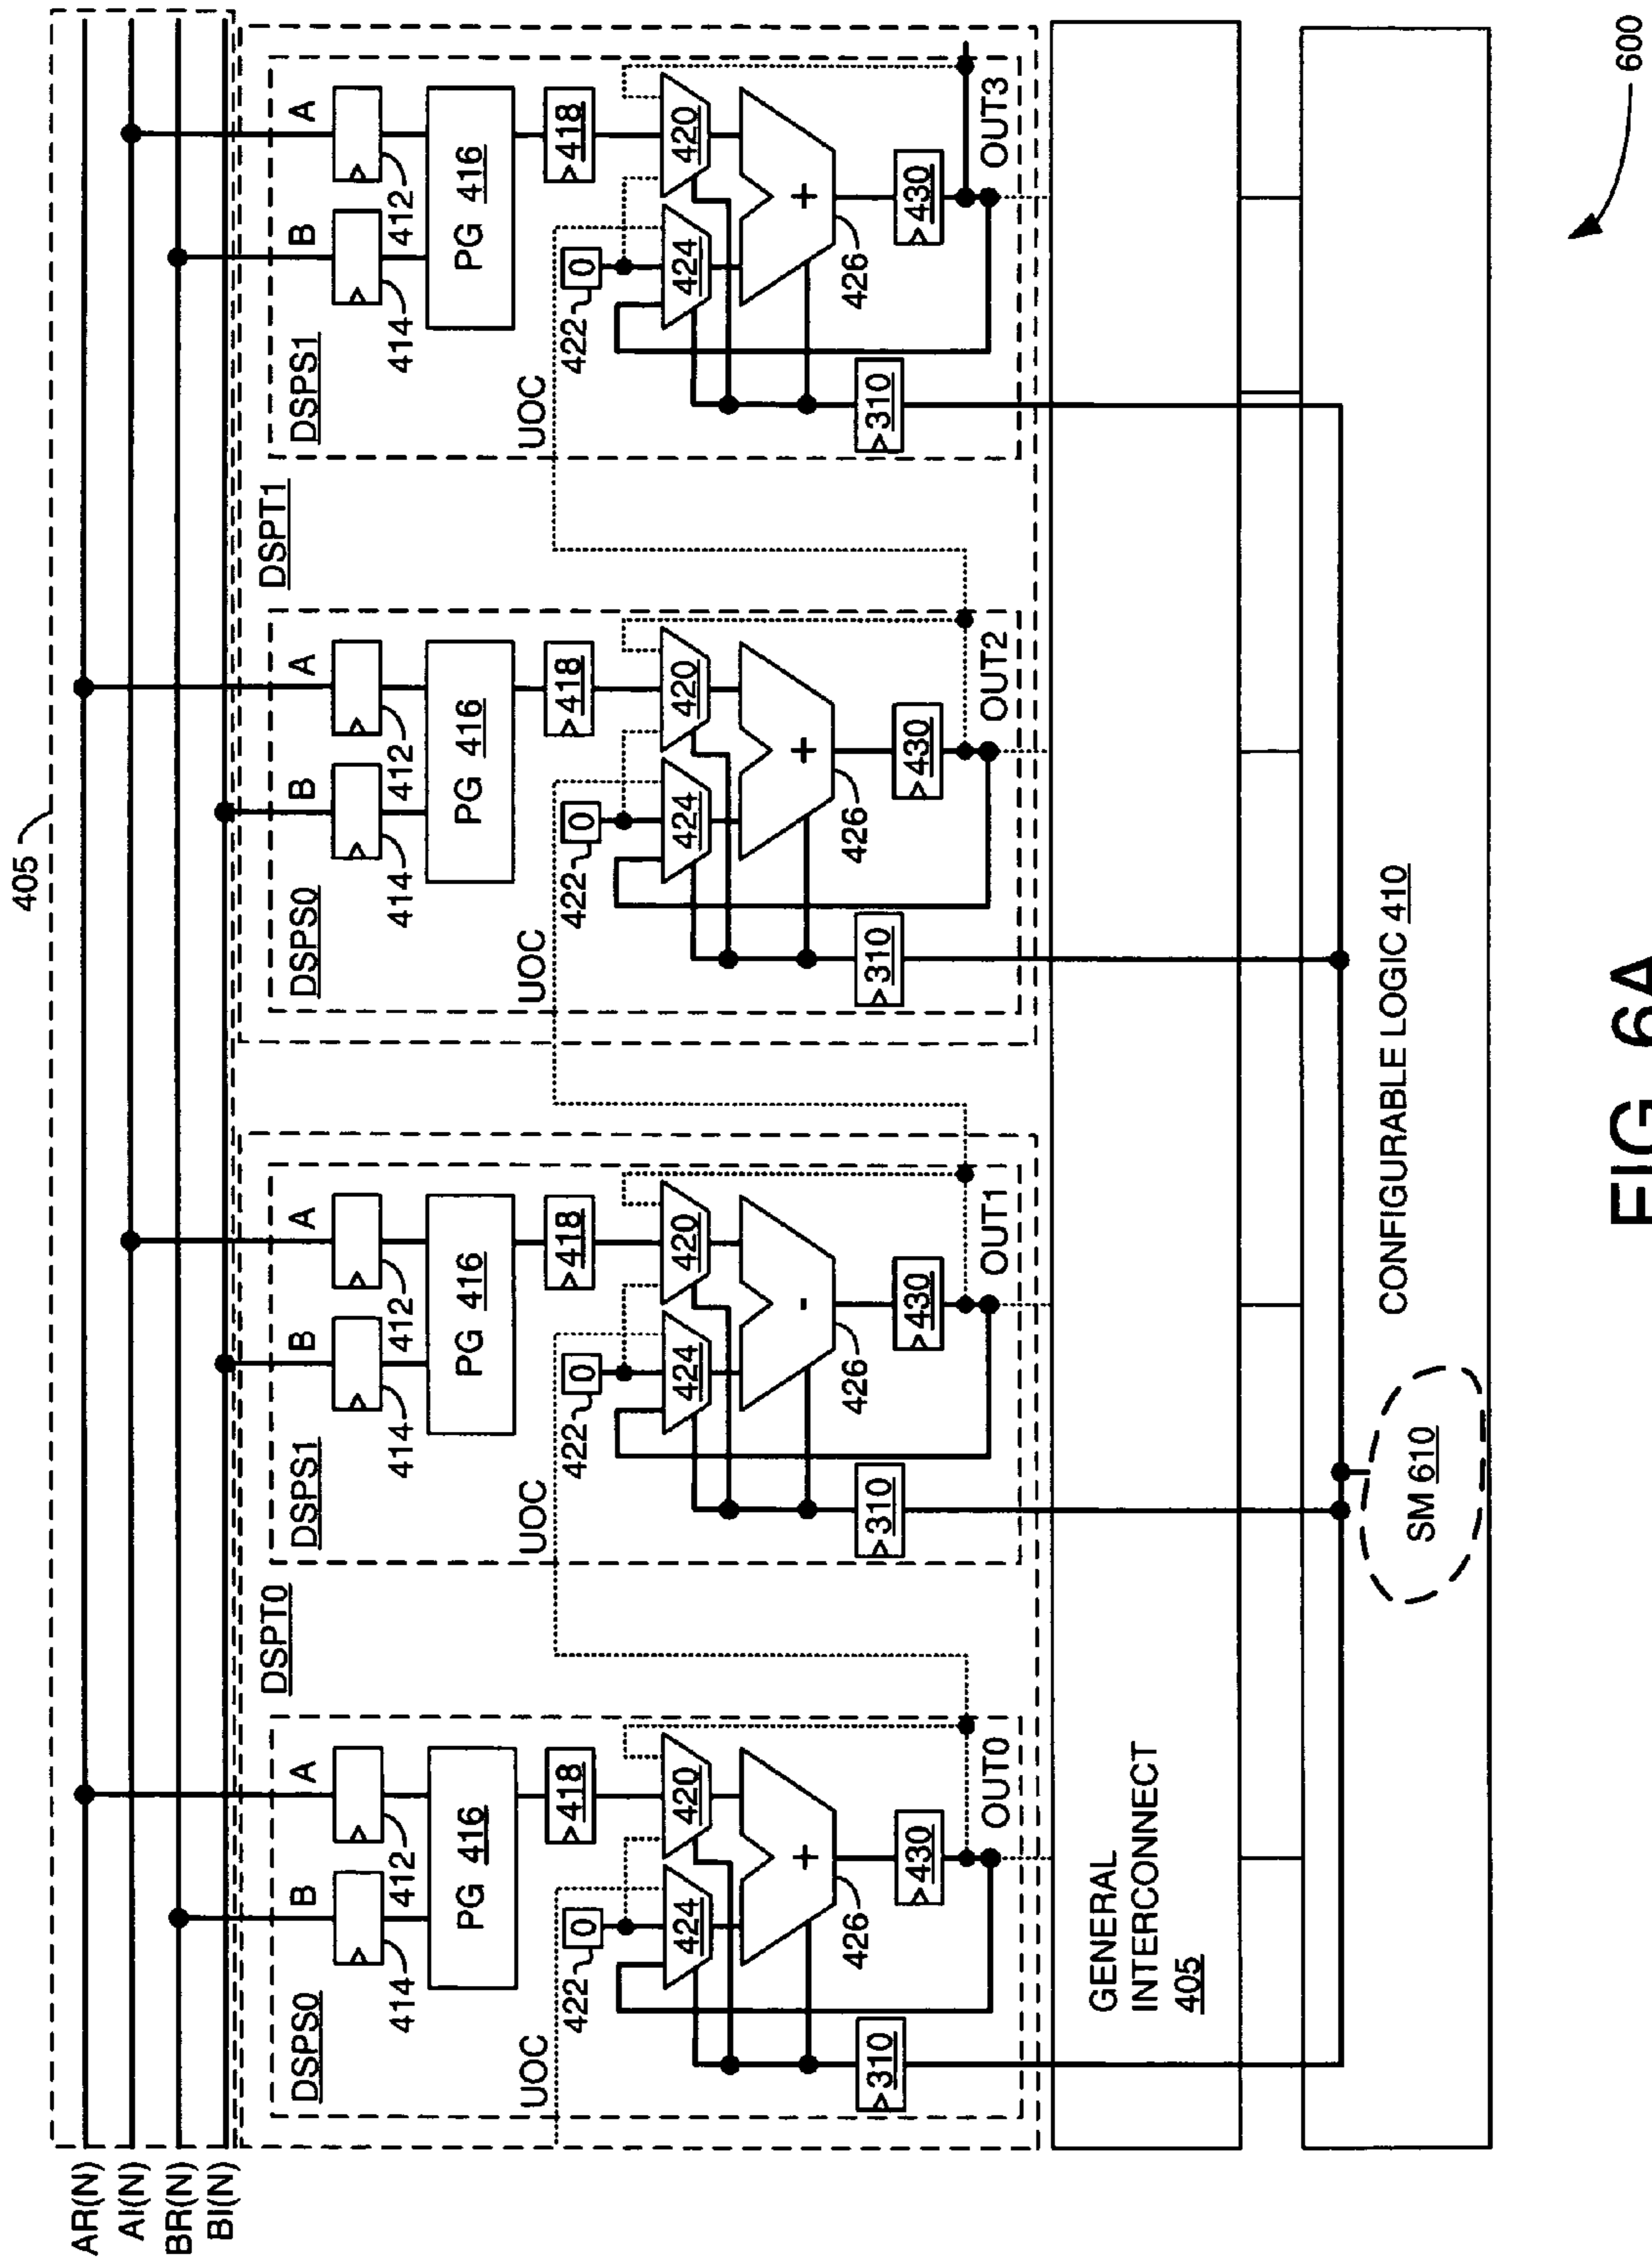 405
AR(N)
AI(N)
BR(N)
BI(N)
DSPT0
DSPT1
DSPS0
B
A
414
412
PG 416
418
UOC
422
0
424
420
+
426
310
430
OUT0
DSPS1
B
A
414
412
PG 416
418
UOC
422
0
424
420
-
426
310
430
OUT1
DSPS0
B
A
414
412
PG 416
418
UOC
422
0
424
420
+
426
310
430
OUT2
DSPS1
B
A
414
412
PG 416
418
UOC
422
0
424
420
+
426
310
430
OUT3
GENERAL
INTERCONNECT
405
CONFIGURABLE LOGIC 410
SM 610
600
FIG. 6A